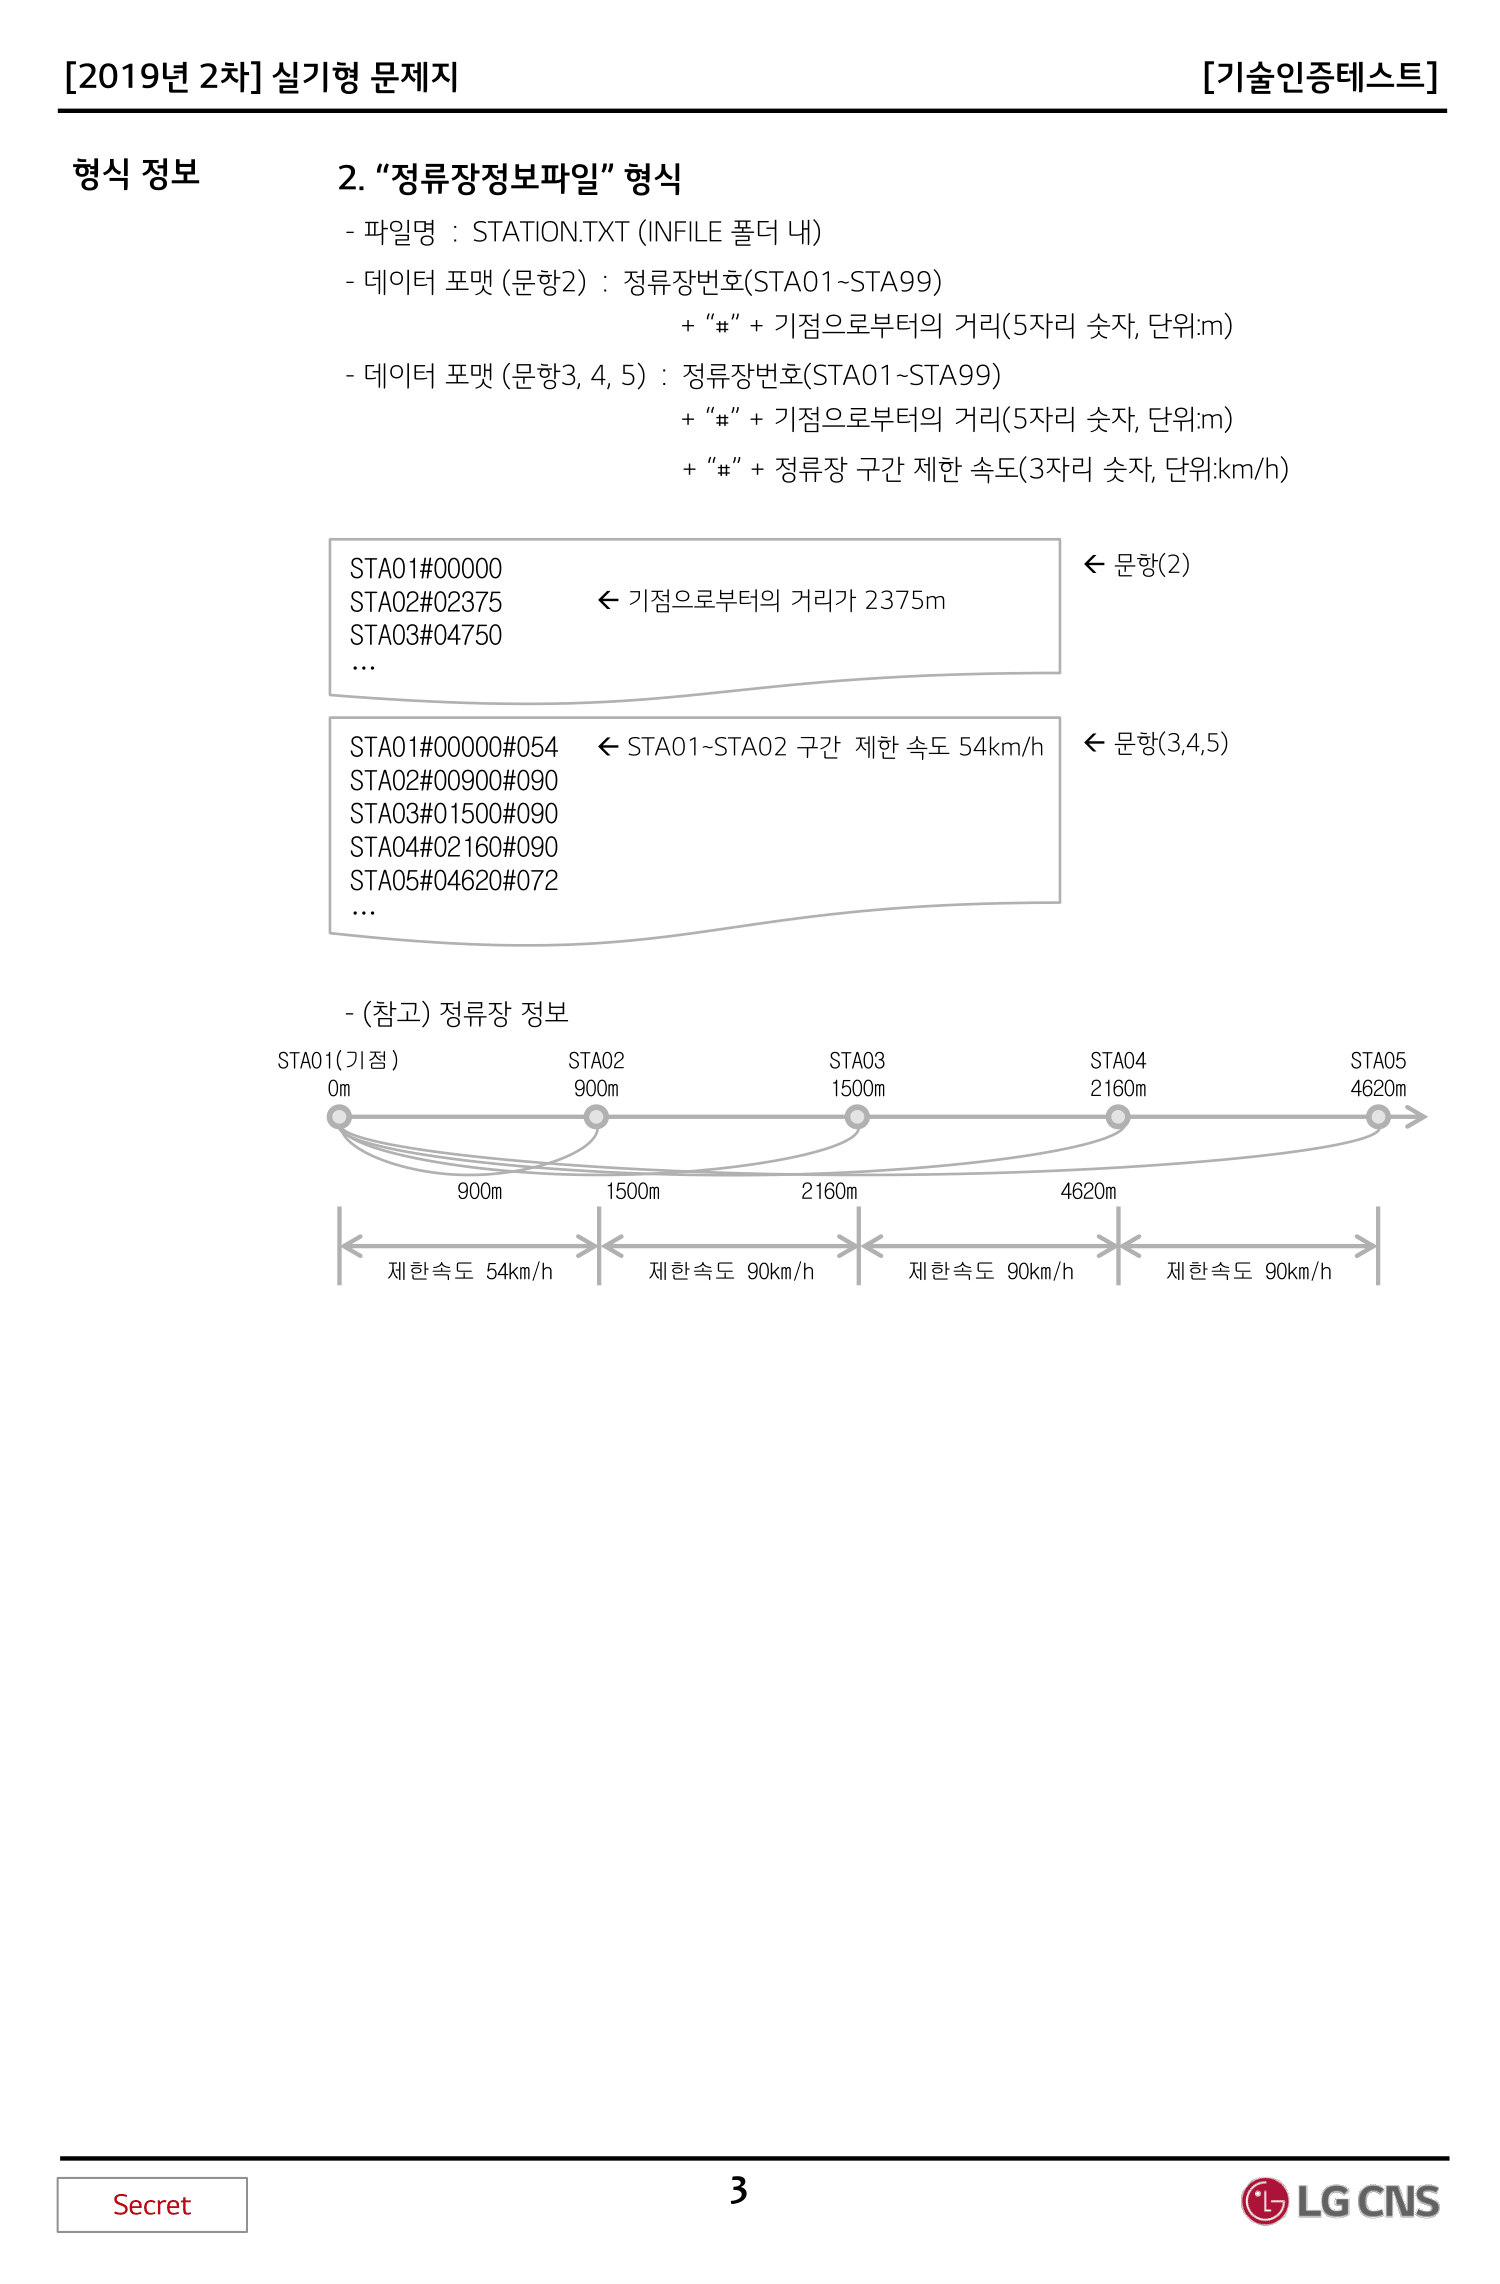 [2019년 2차] 실기형 문제지
[기술인증테스트]
형식 정보
2. “정류장정보파일” 형식
- 파일명 : STATION.TXT (INFILE 폴더 내)
- 데이터 포맷 (문항2) : 정류장번호(STA01~STA99)
+ “#” + 기점으로부터의 거리(5자리 숫자, 단위:m)
- 데이터 포맷 (문항3, 4, 5) : 정류장번호(STA01~STA99)
+ “#” + 기점으로부터의 거리(5자리 숫자, 단위:m)
+ “#” + 정류장 구간 제한 속도(3자리 숫자, 단위:km/h)
STA01#00000
← 문항(2)
STA02#02375 ← 기점으로부터의 거리가 2375m
STA03#04750
...
STA01#00000#054 ← STA01~STA02 구간 제한 속도 54km/h
← 문항(3,4,5)
STA02#00900#090
STA03#01500#090
STA04#02160#090
STA05#04620#072
...
- (참고) 정류장 정보
STA01(기점) STA02 STA03 STA04 STA05
0m 900m 1500m 2160m 4620m
900m 1500m 2160m 4620m
제한속도 54km/h 제한속도 90km/h 제한속도 90km/h 제한속도 90km/h
Secret
3
LG CNS